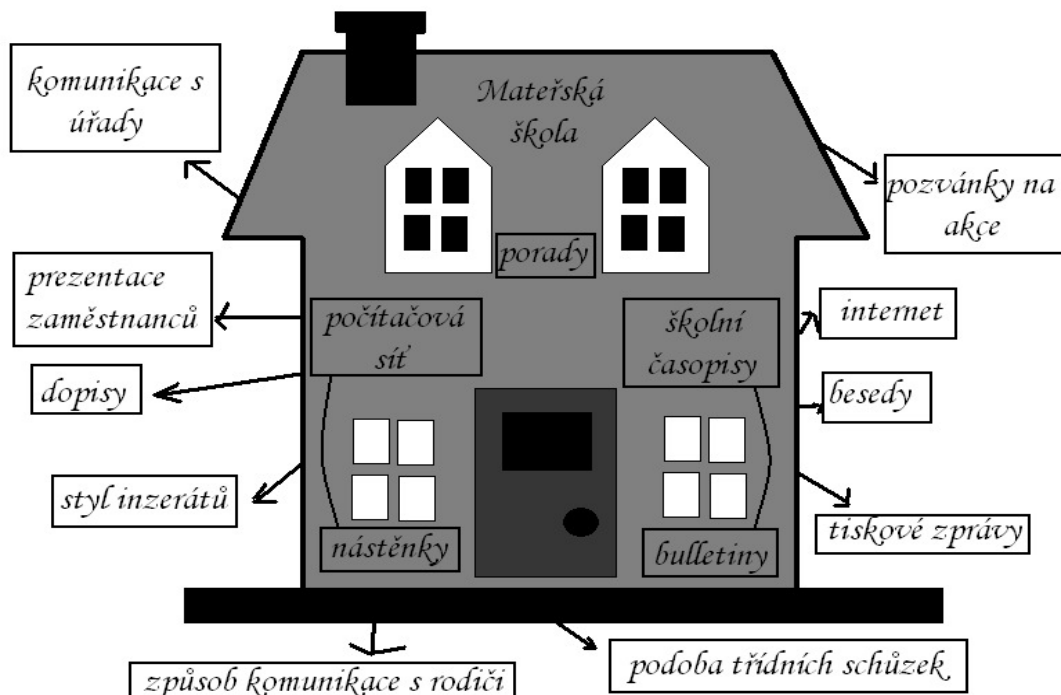 komunikace s
úřady
Mateřská
škola
pozvánky na
akce
porady
prezentace
zaměstnanců
počítačová
síť
školní
časopisy
internet
dopisy
besedy
styl inzerátů
nástěnky
bulletiny
tiskové zprávy
způsob komunikace s rodiči
podoba třídních schůzek